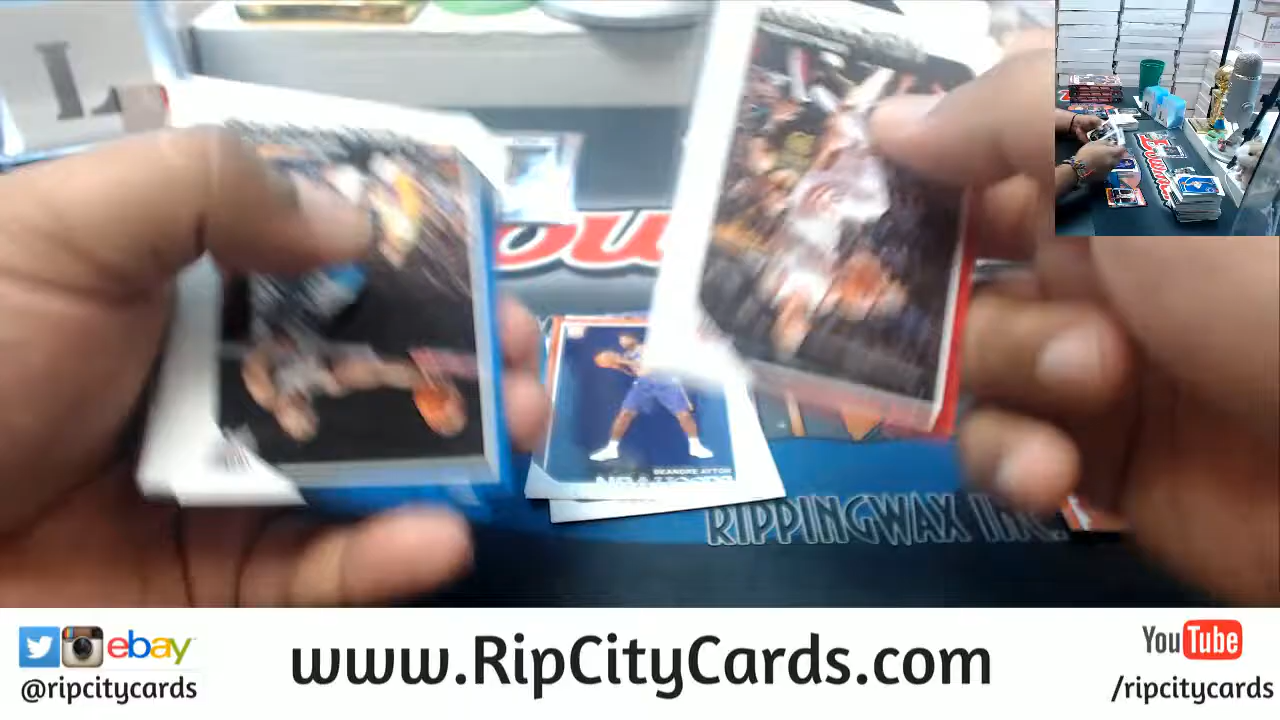 RIPPINGWAX INC.
DEANDRE AYTON
ebay
@ripcitycards
www.RipCityCards.com
YouTube
/ripcitycards